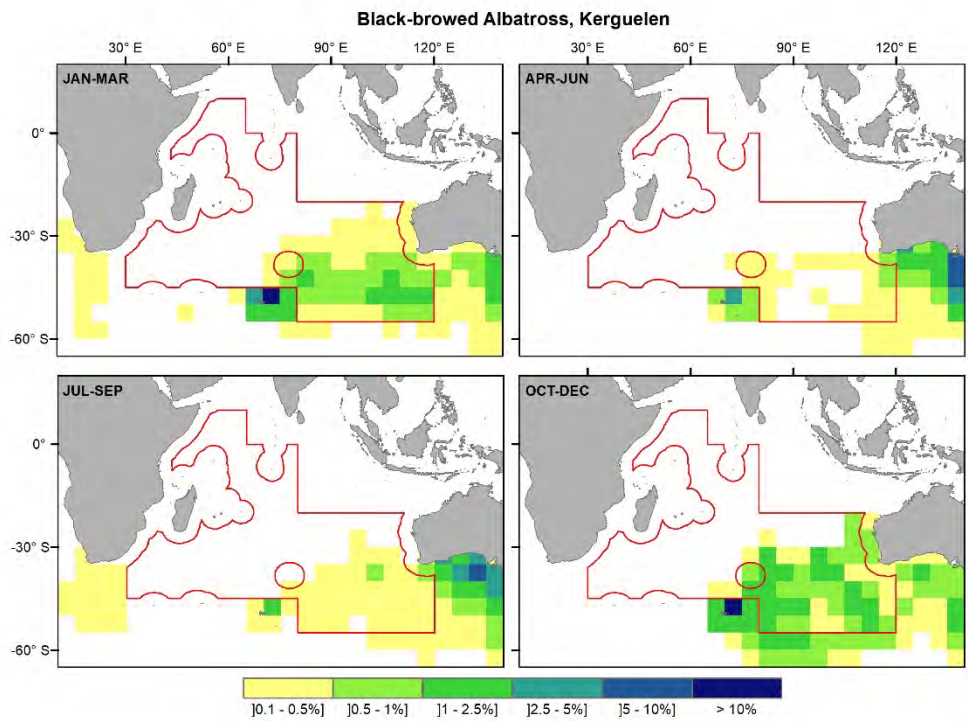 Black-browed Albatross, Kerguelen
30° E 60° E 90° E 120° E 30° E 60° E 90° E 120° E
JAN-MAR APR-JUN
0°
-30° S
-60° S
JUL-SEP OCT-DEC
0°
-30° S
-60° S
]0.1 - 0.5%] ]0.5 - 1%] ]1 - 2.5%] ]2.5 - 5%] ]5 - 10%] > 10%